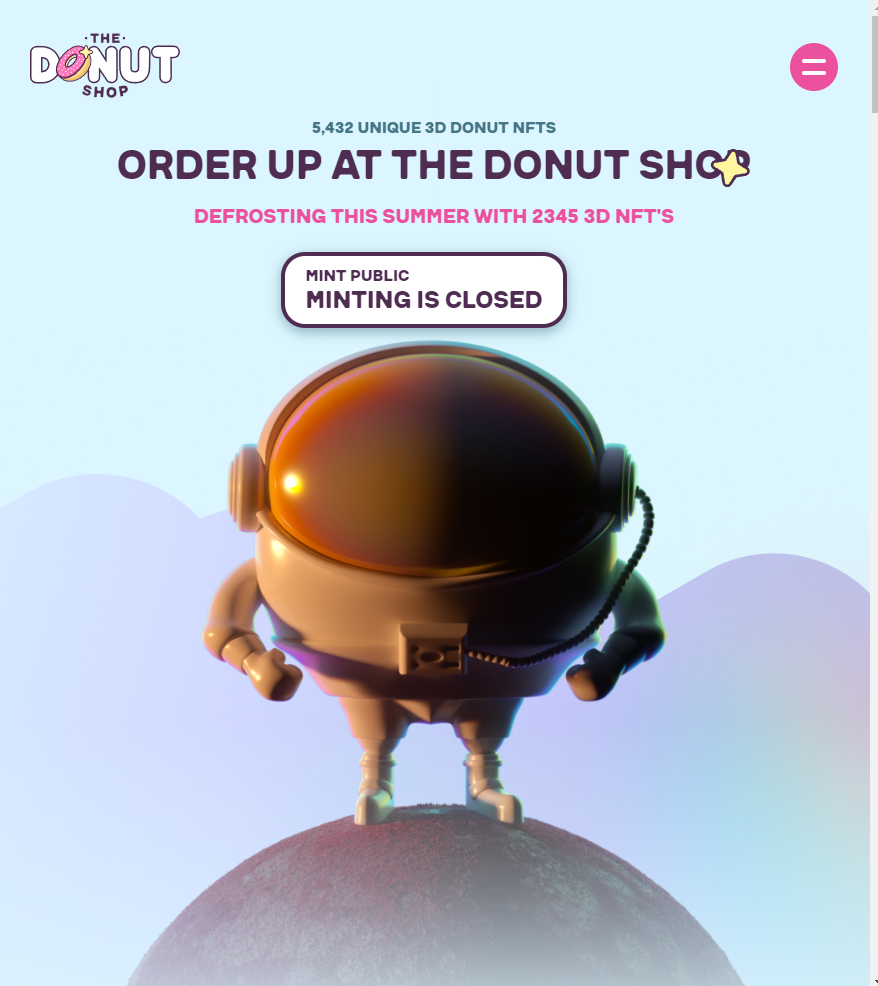 ·THE·
DONUT
SHOP
5,432 UNIQUE 3D DONUT NFTS
ORDER UP AT THE DONUT SHOP
DEFROSTING THIS SUMMER WITH 2345 3D NFT'S
MINT PUBLIC
MINTING IS CLOSED